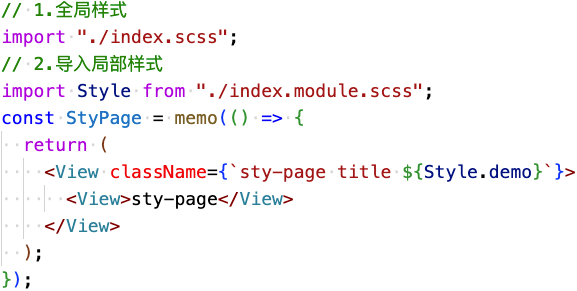 // 1.全局样式
import "./index.scss";
// 2.导入局部样式
import Style from "./index.module.scss";
const StyPage = memo(() => {
  return (
    <View className={`sty-page title ${Style.demo}`}>
      <View>sty-page</View>
    </View>
  );
});